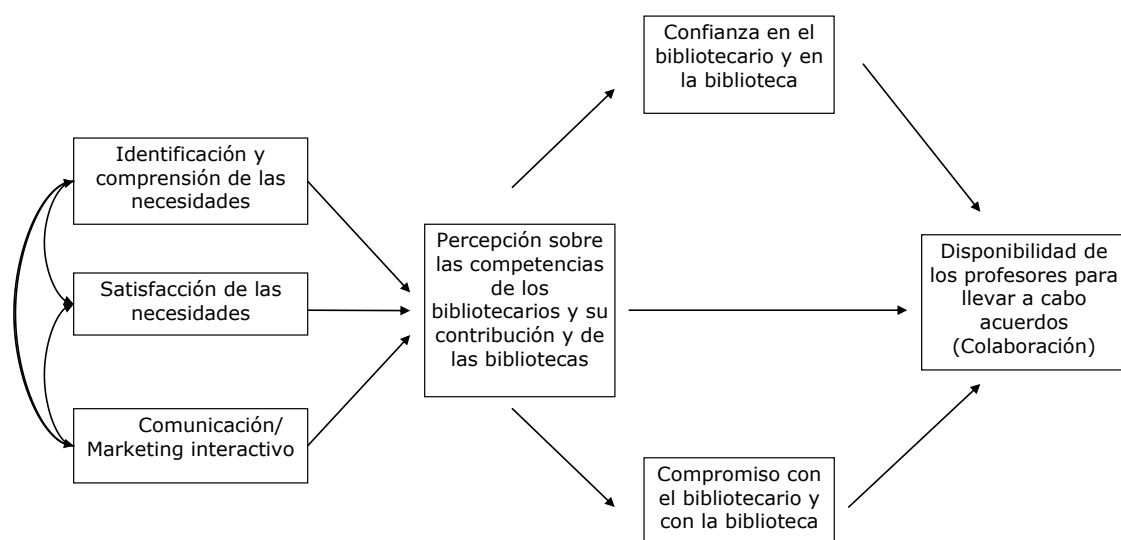 Confianza en el
bibliotecario y en
la biblioteca
Identificación y
comprensión de las
necesidades
Percepción sobre
las competencias
de los
bibliotecarios y su
contribución y de
las bibliotecas
Disponibilidad de
los profesores para
llevar a cabo
acuerdos
(Colaboración)
Satisfacción de las
necesidades
Comunicación/
Marketing interactivo
Compromiso con
el bibliotecario y
con la biblioteca